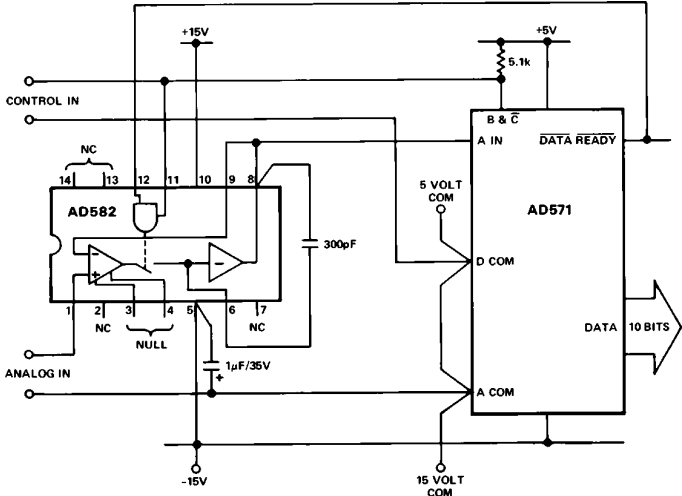 +15V
+5V
5.1k
CONTROL IN
B & C̅
NC
A IN
D̅A̅T̅A̅ R̅E̅A̅D̅Y̅
14 13 12 11 10 9 8
5 VOLT
COM
AD582
AD571
300pF
D COM
1 2 3 4 5 6 7
NC
NC
NULL
DATA
10 BITS
1µF/35V
+
ANALOG IN
A COM
-15V
15 VOLT
COM